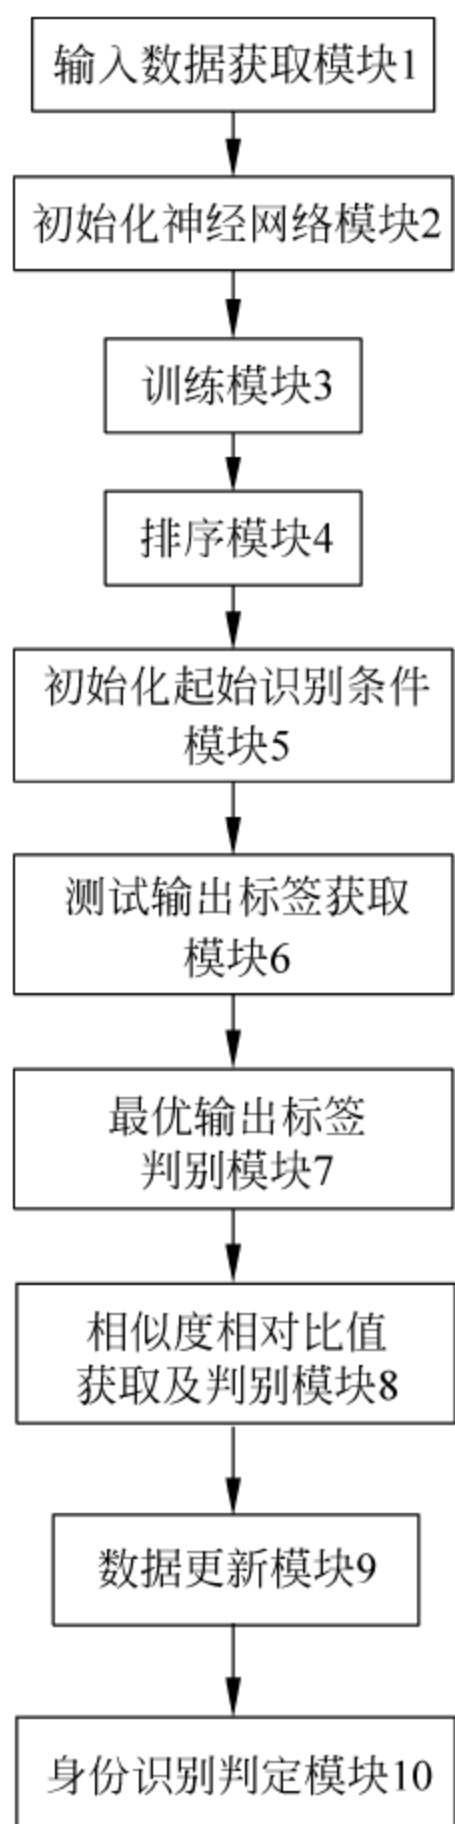 输入数据获取模块1
初始化神经网络模块2
训练模块3
排序模块4
初始化起始识别条件
模块5
测试输出标签获取
模块6
最优输出标签
判别模块7
相似度相对比值
获取及判别模块8
数据更新模块9
身份识别判定模块10